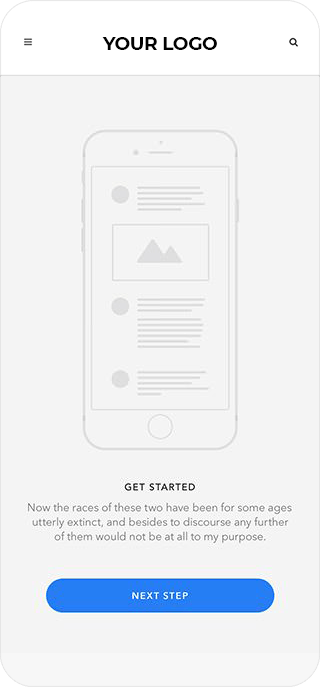 YOUR LOGO
GET STARTED
Now the races of these two have been for some ages
utterly extinct, and besides to discourse any further
of them would not be at all to my purpose.
NEXT STEP